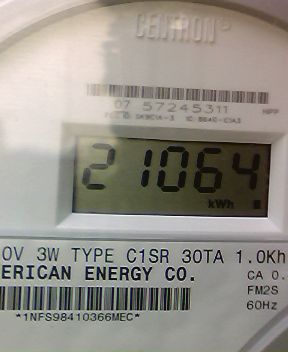 CENTRON
07 57245311 HPP
21064
kWh
0V 3W TYPE C1SR 30TA 1.0Kh
ERICAN ENERGY CO.
CA 0.
FM2S
60Hz
*1NFS98410366MEC*